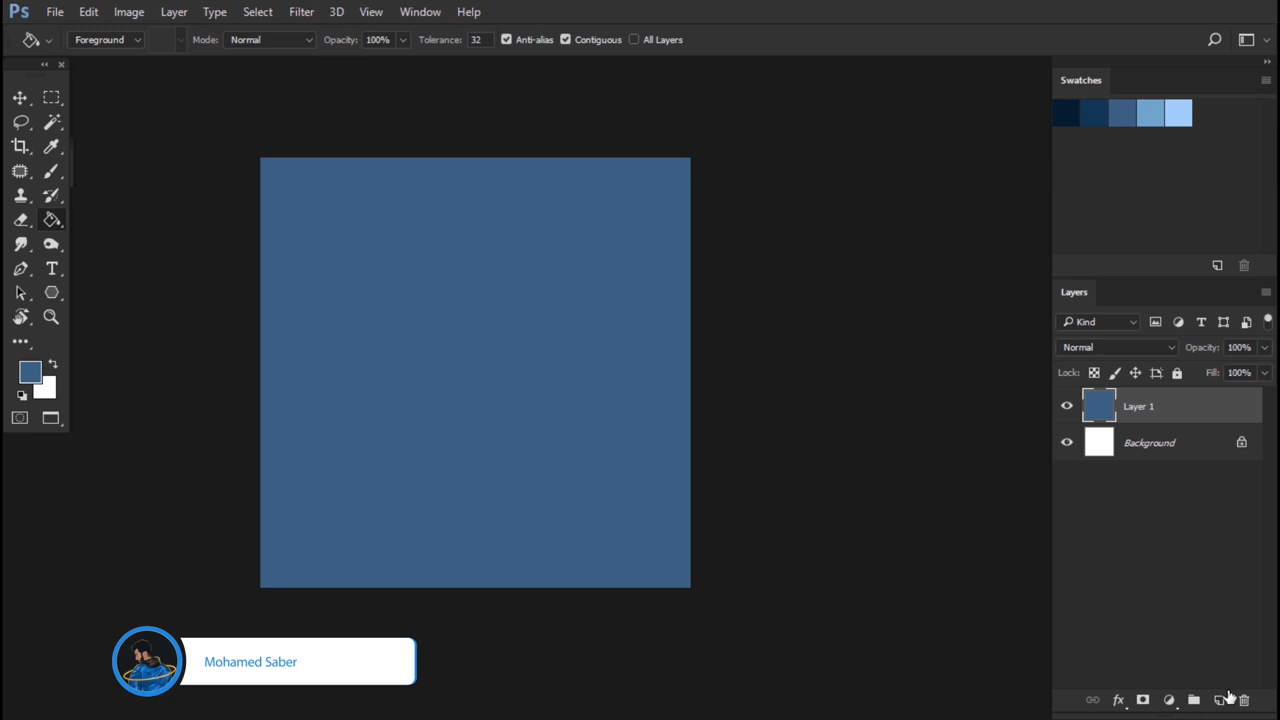 Ps File Edit Image Layer Type Select Filter 3D View Window Help
Foreground Mode: Normal Opacity: 100% Tolerance: 32 Anti-alias Contiguous All Layers
Swatches
Layers
Kind
Normal Opacity: 100%
Lock: Fill: 100%
Layer 1
Background
fx
Mohamed Saber